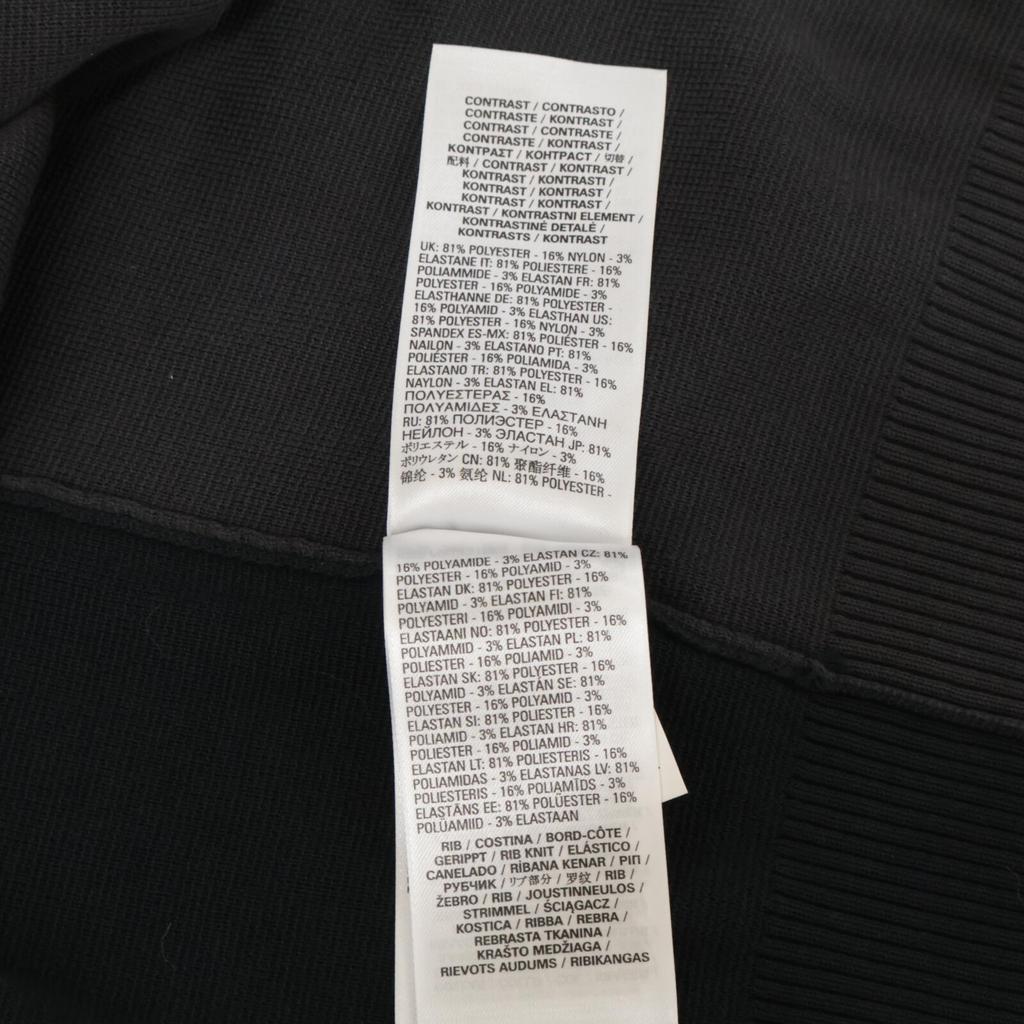 CONTRAST / CONTRASTO /
CONTRASTE / KONTRAST /
CONTRAST / CONTRASTE /
CONTRASTE / KONTRAST /
ΚΟΝΤΡΑΣΤ / КОНТРАСТ / 切替 /
配料 / CONTRAST / KONTRAST /
KONTRAST / KONTRASTI /
KONTRAST / KONTRAST /
KONTRAST / KONTRAST /
KONTRAST / KONTRASTNI ELEMENT /
KONTRASTINĖ DETALĖ /
KONTRASTS / KONTRAST
UK: 81% POLYESTER - 16% NYLON - 3%
ELASTANE IT: 81% POLIESTERE - 16%
POLIAMMIDE - 3% ELASTAN FR: 81%
POLYESTER - 16% POLYAMIDE - 3%
ELASTHANNE DE: 81% POLYESTER -
16% POLYAMID - 3% ELASTHAN US:
81% POLYESTER - 16% NYLON - 3%
SPANDEX ES-MX: 81% POLIÉSTER - 16%
NAILON - 3% ELASTANO PT: 81%
POLIÉSTER - 16% POLIAMIDA - 3%
ELASTANO TR: 81% POLYESTER - 16%
NAYLON - 3% ELASTAN EL: 81%
ΠΟΛΥΕΣΤΕΡΑΣ - 16%
ΠΟΛΥΑΜΙΔΕΣ - 3% ΕΛΑΣΤΑΝΗ
RU: 81% ПОЛИЭСТЕР - 16%
НЕЙЛОН - 3% ЭЛАСТАН JP: 81%
ポリエステル - 16% ナイロン - 3%
ポリウレタン CN: 81% 聚酯纤维 - 16%
锦纶 - 3% 氨纶 NL: 81% POLYESTER -
16% POLYAMIDE - 3% ELASTAN CZ: 81%
POLYESTER - 16% POLYAMID - 3%
ELASTAN DK: 81% POLYESTER - 16%
POLYAMID - 3% ELASTAN FI: 81%
POLYESTERI - 16% POLYAMIDI - 3%
ELASTAANI NO: 81% POLYESTER - 16%
POLYAMMID - 3% ELASTAN PL: 81%
POLIESTER - 16% POLIAMID - 3%
ELASTAN SK: 81% POLYESTER - 16%
POLYAMID - 3% ELASTÁN SE: 81%
POLYESTER - 16% POLYAMID - 3%
ELASTAN SI: 81% POLIESTER - 16%
POLIAMID - 3% ELASTAN HR: 81%
POLIESTER - 16% POLIAMID - 3%
ELASTAN LT: 81% POLIESTERIS - 16%
POLIAMIDAS - 3% ELASTANAS LV: 81%
POLIESTERIS - 16% POLIAMĪDS - 3%
ELASTĀNS EE: 81% POLÜESTER - 16%
POLÜAMIID - 3% ELASTAAN
RIB / COSTINA / BORD-CÔTE /
GERIPPT / RIB KNIT / ELÁSTICO /
CANELADO / RİBANA KENAR / ΡΙΠ /
РУБЧИК / リブ部分 / 罗纹 / RIB /
ŽEBRO / RIB / JOUSTINNEULOS /
STRIMMEL / ŚCIĄGACZ /
KOSTICA / RIBBA / REBRA /
REBRASTA TKANINA /
KRAŠTO MEDŽIAGA /
RIEVOTS AUDUMS / RIBIKANGAS